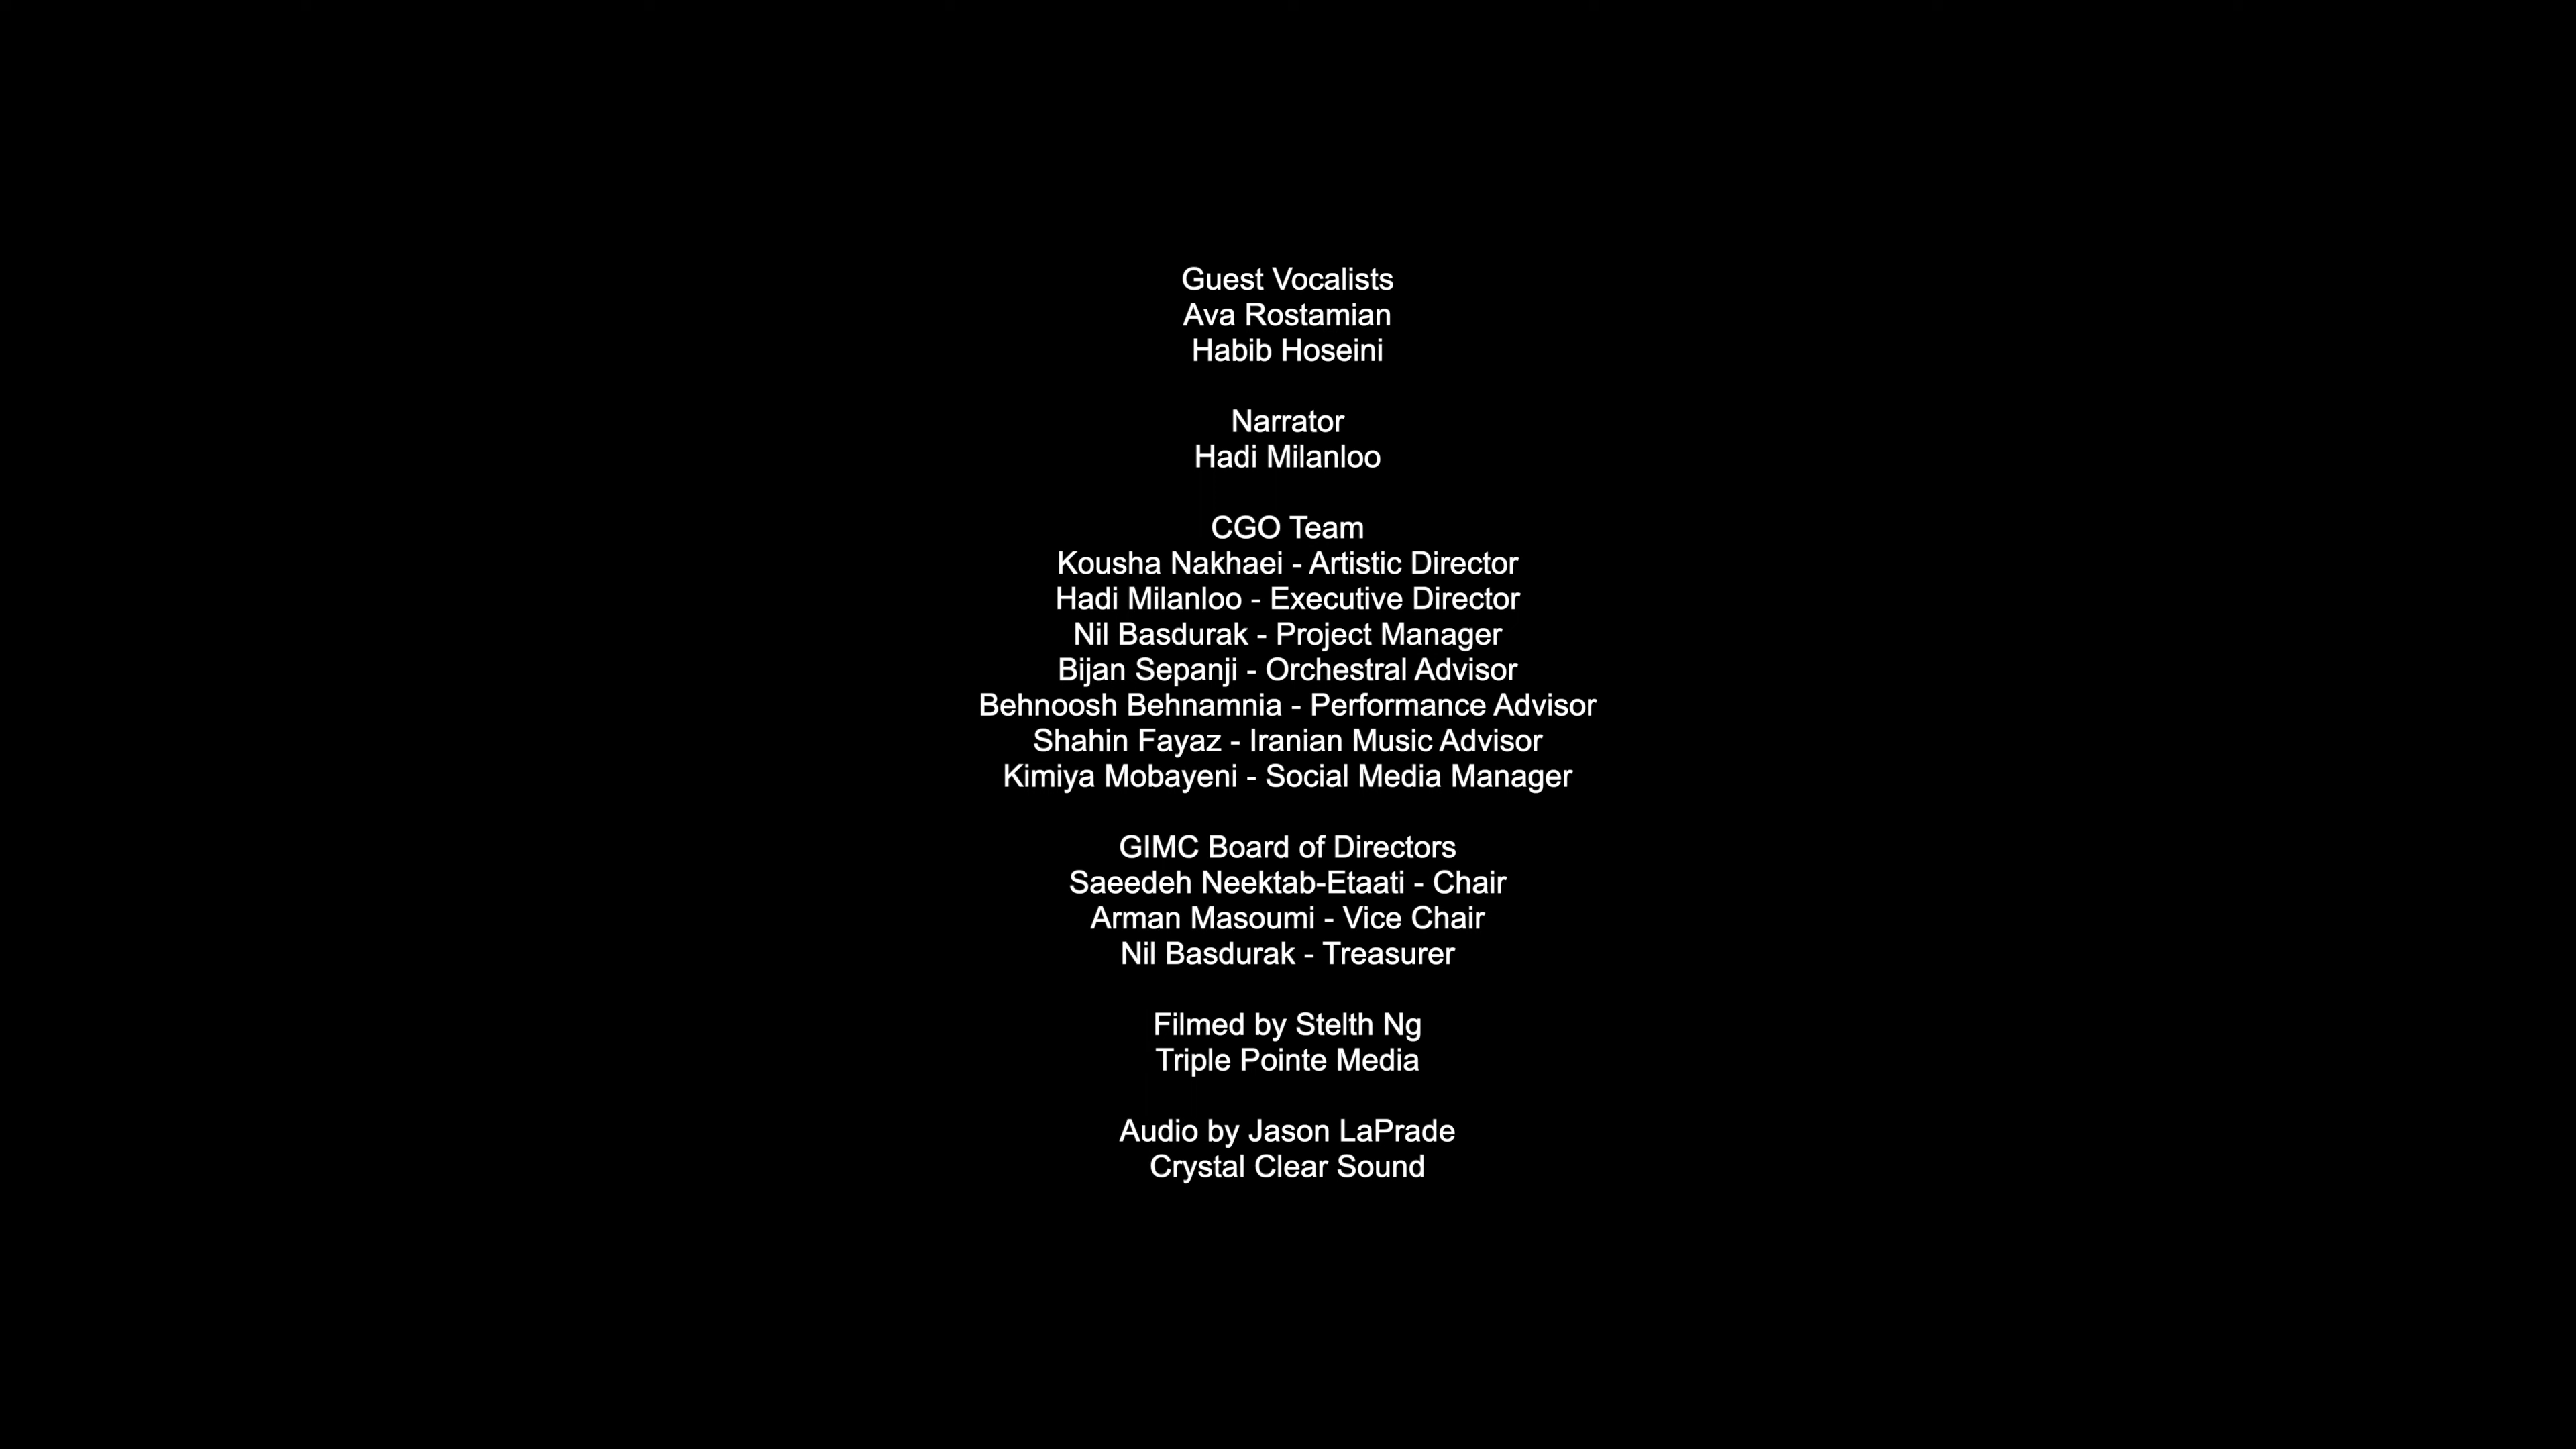 Guest Vocalists
Ava Rostamian
Habib Hoseini
Narrator
Hadi Milanloo
CGO Team
Kousha Nakhaei - Artistic Director
Hadi Milanloo - Executive Director
Nil Basdurak - Project Manager
Bijan Sepanji - Orchestral Advisor
Behnoosh Behnamnia - Performance Advisor
Shahin Fayaz - Iranian Music Advisor
Kimiya Mobayeni - Social Media Manager
GIMC Board of Directors
Saeedeh Neektab-Etaati - Chair
Arman Masoumi - Vice Chair
Nil Basdurak - Treasurer
Filmed by Stelth Ng
Triple Pointe Media
Audio by Jason LaPrade
Crystal Clear Sound